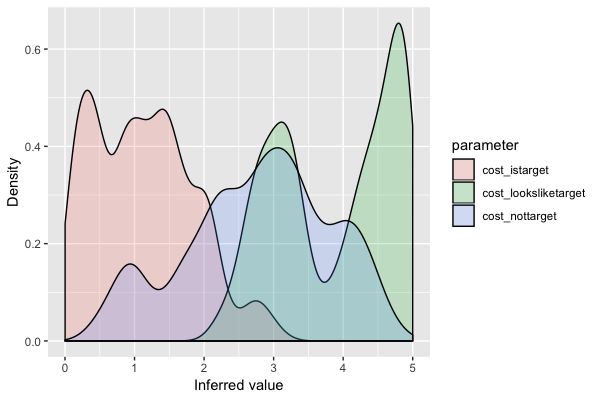 0.6
0.4
0.2
0.0
Density
0 1 2 3 4 5
Inferred value
parameter
cost_istarget
cost_lookslikετarget
cost_nottarget